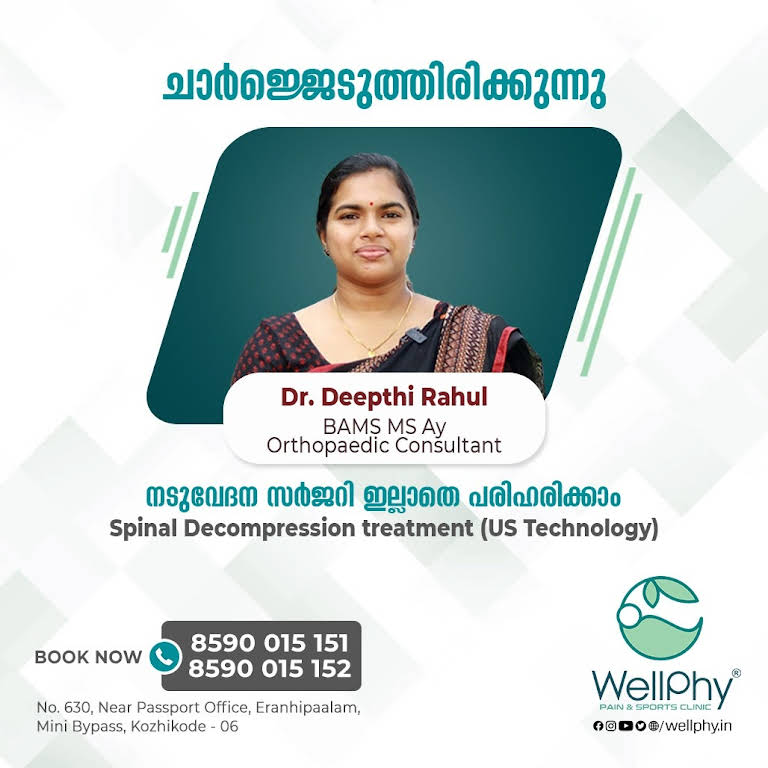 ചാർജ്ജെടുത്തിരിക്കുന്നു
Dr. Deepthi Rahul
BAMS MS Ay
Orthopaedic Consultant
നടുവേദന സർജറി ഇല്ലാതെ പരിഹരിക്കാം
Spinal Decompression treatment (US Technology)
BOOK NOW
8590 015 151
8590 015 152
No. 630, Near Passport Office, Eranhipaalam,
Mini Bypass, Kozhikode - 06
WellPhy®
PAIN & SPORTS CLINIC
/wellphy.in